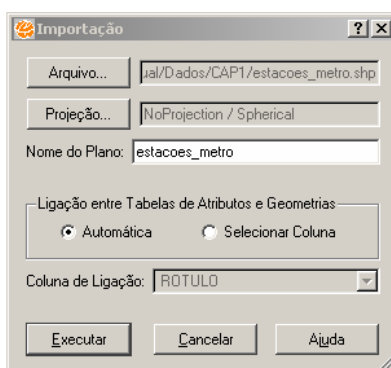 Importação
Arquivo... ual/Dados/CAP1/estacoes_metro.shp
Projeção... NoProjection / Spherical
Nome do Plano: estacoes_metro
Ligação entre Tabelas de Atributos e Geometrias
Automática Selecionar Coluna
Coluna de Ligação: ROTULO
Executar Cancelar Ajuda